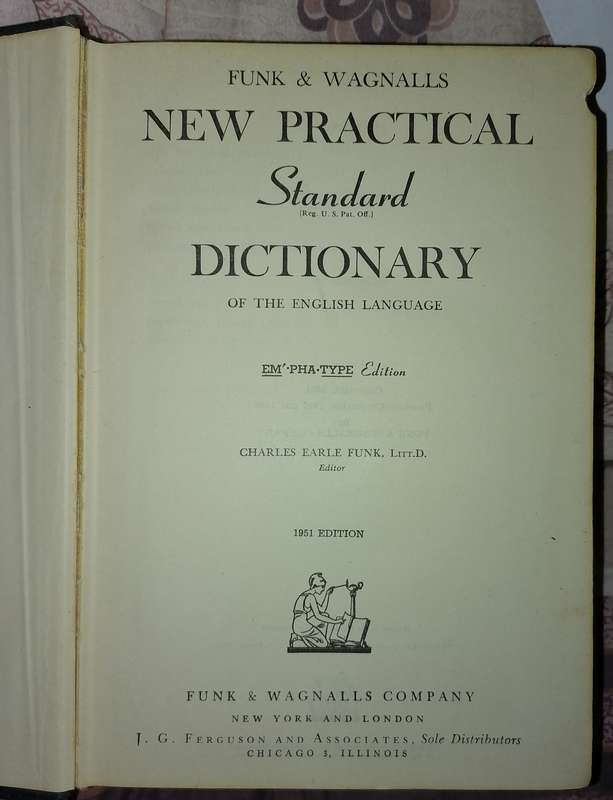 FUNK & WAGNALLS
NEW PRACTICAL
Standard
[Reg. U. S. Pat. Off.]
DICTIONARY
OF THE ENGLISH LANGUAGE
EM′·PHA·TYPE Edition
CHARLES EARLE FUNK, LITT.D.
Editor
1951 EDITION
FUNK & WAGNALLS COMPANY
NEW YORK AND LONDON
J. G. FERGUSON AND ASSOCIATES, Sole Distributors
CHICAGO 3, ILLINOIS